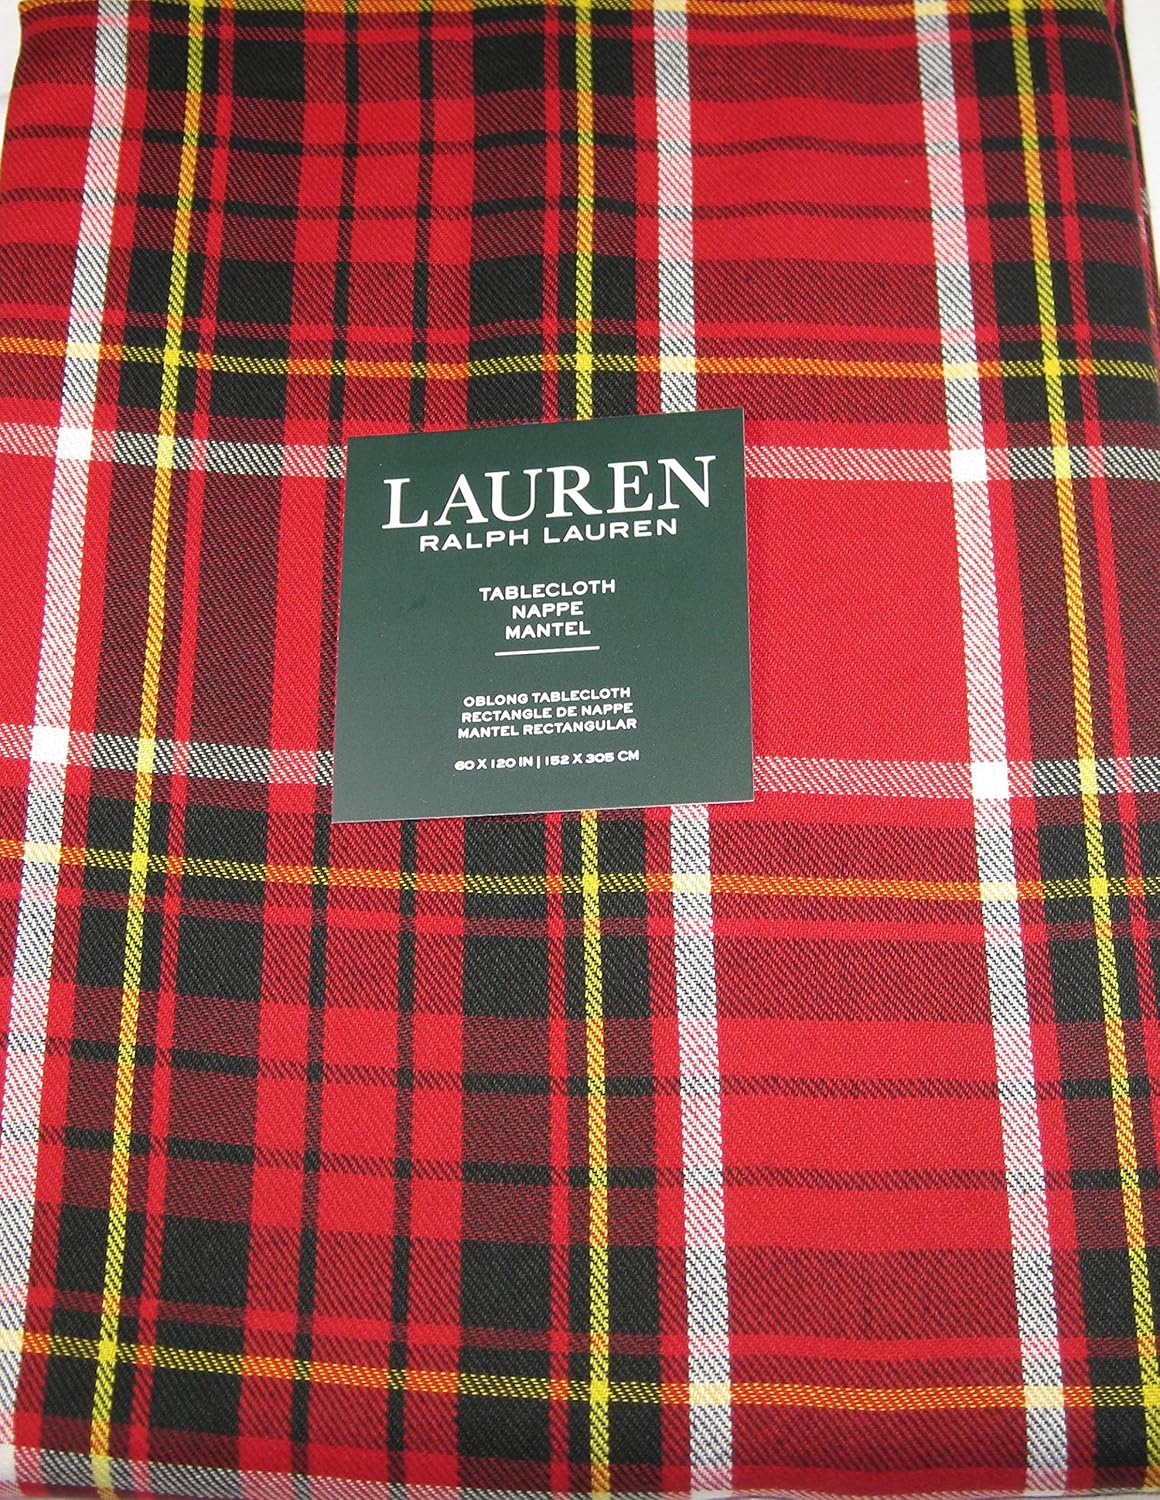 LAUREN
RALPH LAUREN
TABLECLOTH
NAPPE
MANTEL
OBLONG TABLECLOTH
RECTANGLE DE NAPPE
MANTEL RECTANGULAR
60 X 120 IN | 152 X 305 CM